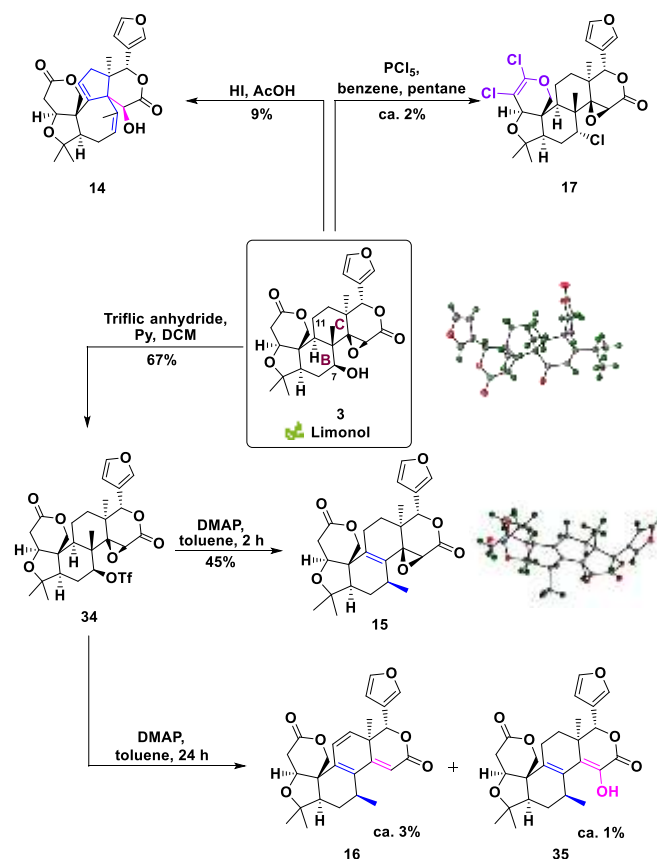 O
O
O
O
O
H
H
OH
14
HI, AcOH
9%
PCl5,
benzene, pentane
ca. 2%
O
Cl
Cl
O
O
O
O
O
H
H
Cl
17
O
O
O
11
C
O
O
H
O
O
B
7
OH
H
3
Limonol
Triflic anhydride,
Py, DCM
67%
O
O
O
O
O
H
H
O
O
OTf
H
34
DMAP,
toluene, 2 h
45%
O
O
O
O
O
H
O
O
H
15
DMAP,
toluene, 24 h
O
O
O
O
O
H
O
H
ca. 3%
16
+
O
O
O
O
O
H
O
OH
H
ca. 1%
35